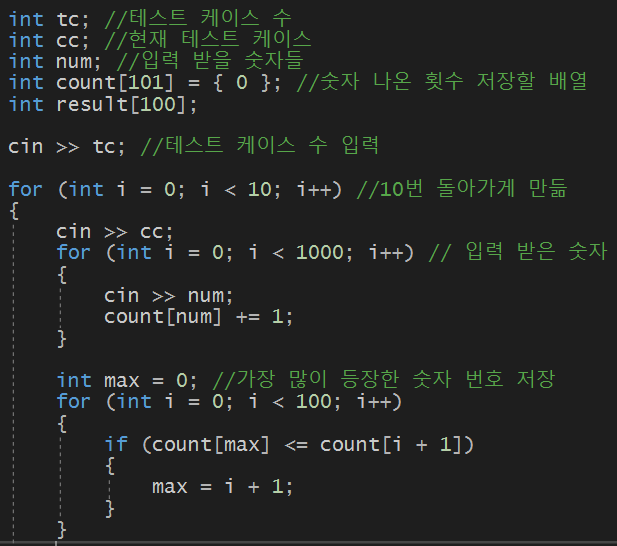 int tc; //테스트 케이스 수
int cc; //현재 테스트 케이스
int num; //입력 받을 숫자들
int count[101] = { 0 }; //숫자 나온 횟수 저장할 배열
int result[100];
cin >> tc; //테스트 케이스 수 입력
for (int i = 0; i < 10; i++) //10번 돌아가게 만듦
{
cin >> cc;
for (int i = 0; i < 1000; i++) // 입력 받은 숫자
{
cin >> num;
count[num] += 1;
}
int max = 0; //가장 많이 등장한 숫자 번호 저장
for (int i = 0; i < 100; i++)
{
if (count[max] <= count[i + 1])
{
max = i + 1;
}
}